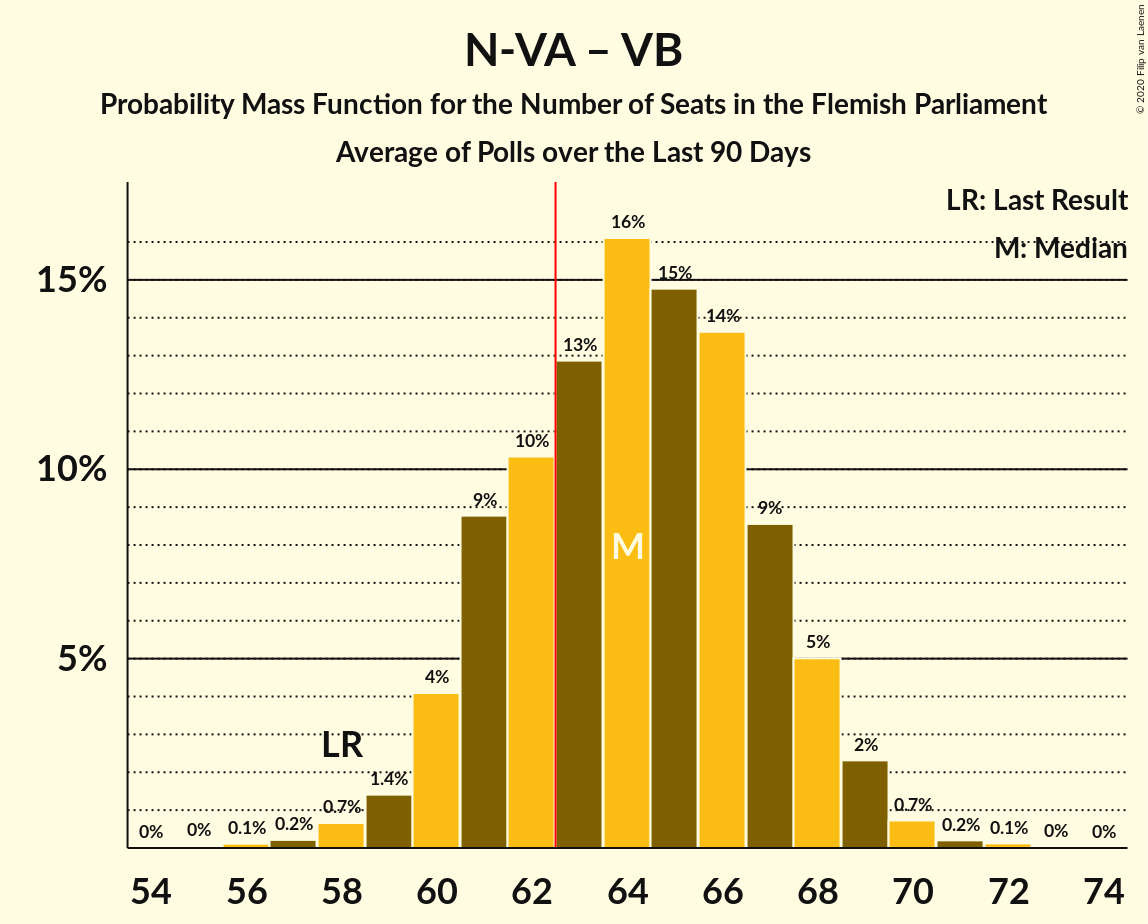 N-VA – VB
Probability Mass Function for the Number of Seats in the Flemish Parliament
Average of Polls over the Last 90 Days
© 2020 Filip van Laenen
LR: Last Result
M: Median
15%
10%
5%
0%
0%
0.1%
0.2%
0.7%
1.4%
4%
9%
10%
13%
16%
15%
14%
9%
5%
2%
0.7%
0.2%
0.1%
0%
0%
LR
M
54 56 58 60 62 64 66 68 70 72 74